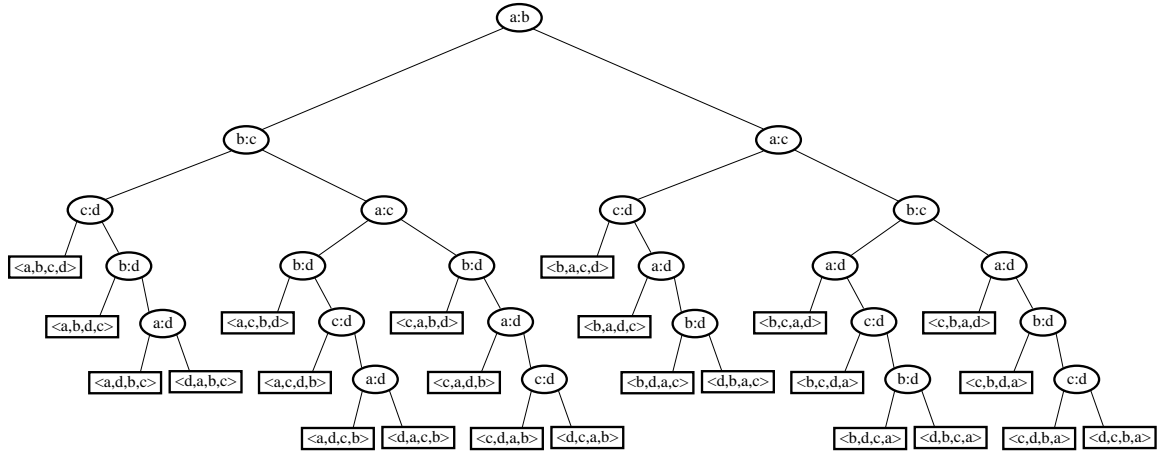 a:b
b:c
a:c
c:d
a:c
c:d
b:c
<a,b,c,d>
b:d
b:d
b:d
<b,a,c,d>
a:d
a:d
a:d
<a,b,d,c>
a:d
<a,c,b,d>
c:d
<c,a,b,d>
a:d
<b,a,d,c>
b:d
<b,c,a,d>
c:d
<c,b,a,d>
b:d
<a,d,b,c>
<d,a,b,c>
<a,c,d,b>
a:d
<c,a,d,b>
c:d
<b,d,a,c>
<d,b,a,c>
<b,c,d,a>
b:d
<c,b,d,a>
c:d
<a,d,c,b>
<d,a,c,b>
<c,d,a,b>
<d,c,a,b>
<b,d,c,a>
<d,b,c,a>
<c,d,b,a>
<d,c,b,a>